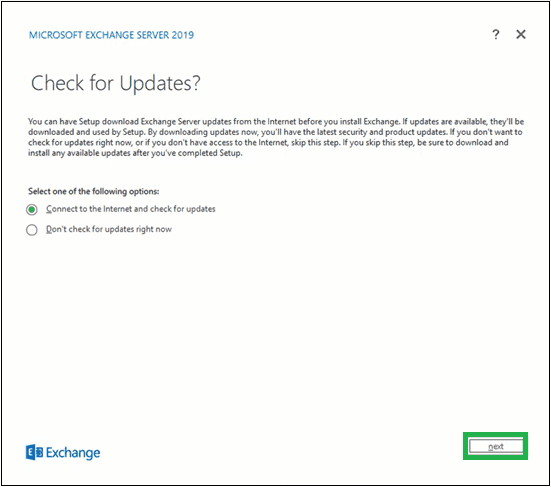 MICROSOFT EXCHANGE SERVER 2019
?
Check for Updates?
You can have Setup download Exchange Server updates from the Internet before you install Exchange. If updates are available, they'll be
downloaded and used by Setup. By downloading updates now, you'll have the latest security and product updates. If you don't want to
check for updates right now, or if you don't have access to the Internet, skip this step. If you skip this step, be sure to download and
install any available updates after you've completed Setup.
Select one of the following options:
Connect to the Internet and check for updates
Don't check for updates right now
Exchange
next